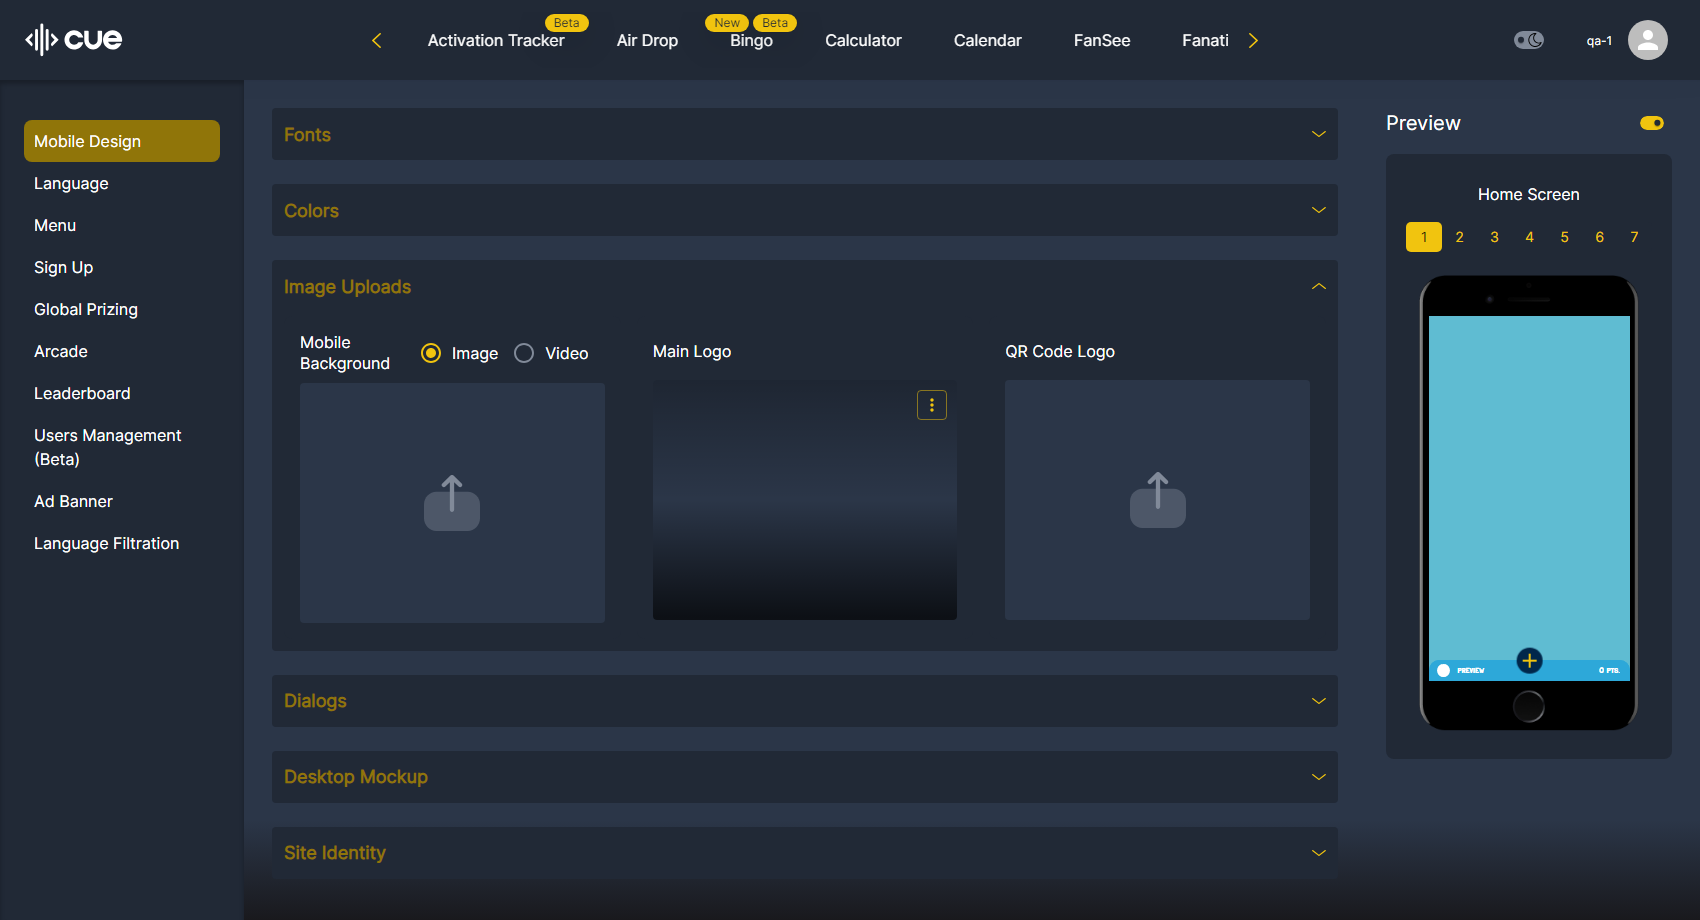 cue
Activation Tracker
Beta
Air Drop
Bingo
New
Beta
Calculator
Calendar
FanSee
Fanati
qa-1
Mobile Design
Language
Menu
Sign Up
Global Prizing
Arcade
Leaderboard
Users Management
(Beta)
Ad Banner
Language Filtration
Fonts
Colors
Image Uploads
Mobile
Background
Image
Video
Main Logo
QR Code Logo
Dialogs
Desktop Mockup
Site Identity
Preview
Home Screen
1 2 3 4 5 6 7
PREVIEW
0 PTS.